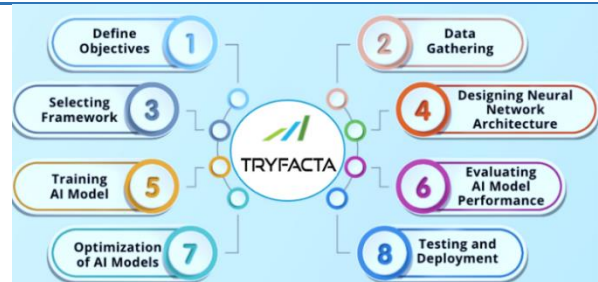 Define
Objectives
1
2
Data
Gathering
Selecting
Framework
3
4
Designing Neural
Network
Architecture
TRYFACTA
Training
AI Model
5
6
Evaluating
AI Model
Performance
Optimization
of AI Models
7
8
Testing and
Deployment